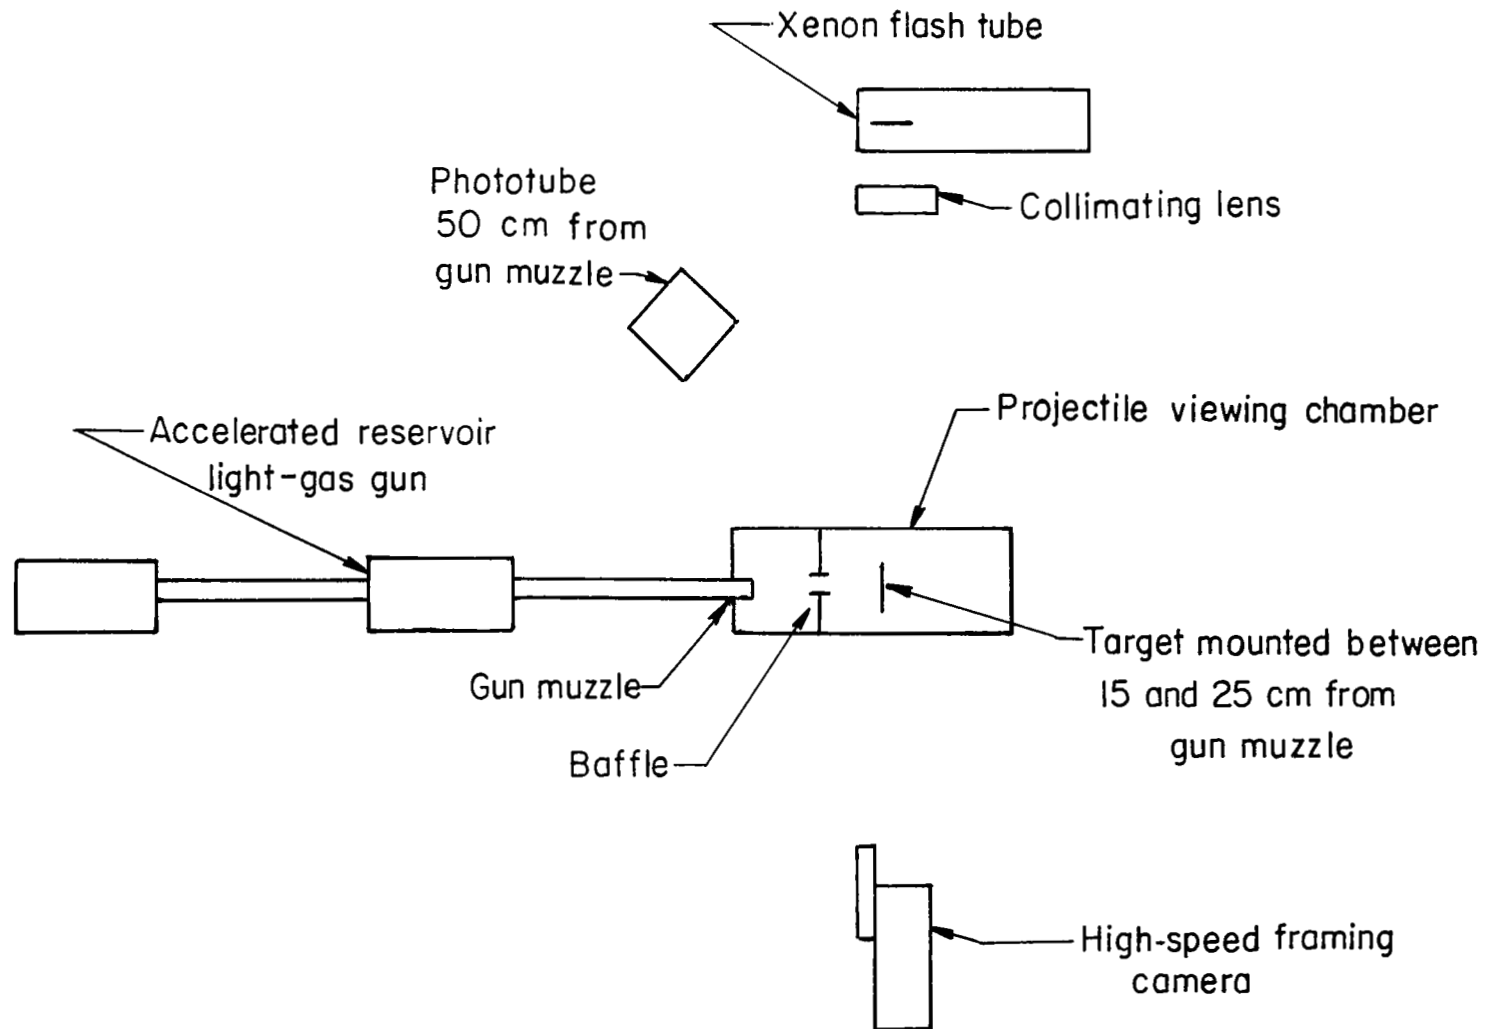 Xenon flash tube
Collimating lens
Phototube
50 cm from
gun muzzle
Projectile viewing chamber
Accelerated reservoir
light-gas gun
Target mounted between
15 and 25 cm from
gun muzzle
Gun muzzle
Baffle
High-speed framing
camera